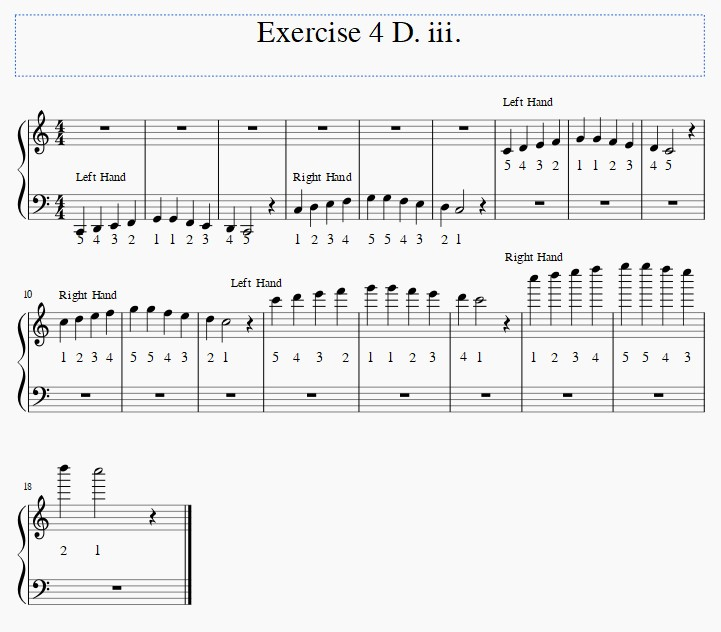 Exercise 4 D. iii.
Left Hand
5 4 3 2 1 1 2 3 4 5
Left Hand Right Hand
5 4 3 2 1 1 2 3 4 5 1 2 3 4 5 5 4 3 2 1
Right Hand
10 Right Hand Left Hand
1 2 3 4 5 5 4 3 2 1 5 4 3 2 1 1 2 3 4 1 1 2 3 4 5 5 4 3
18
2 1